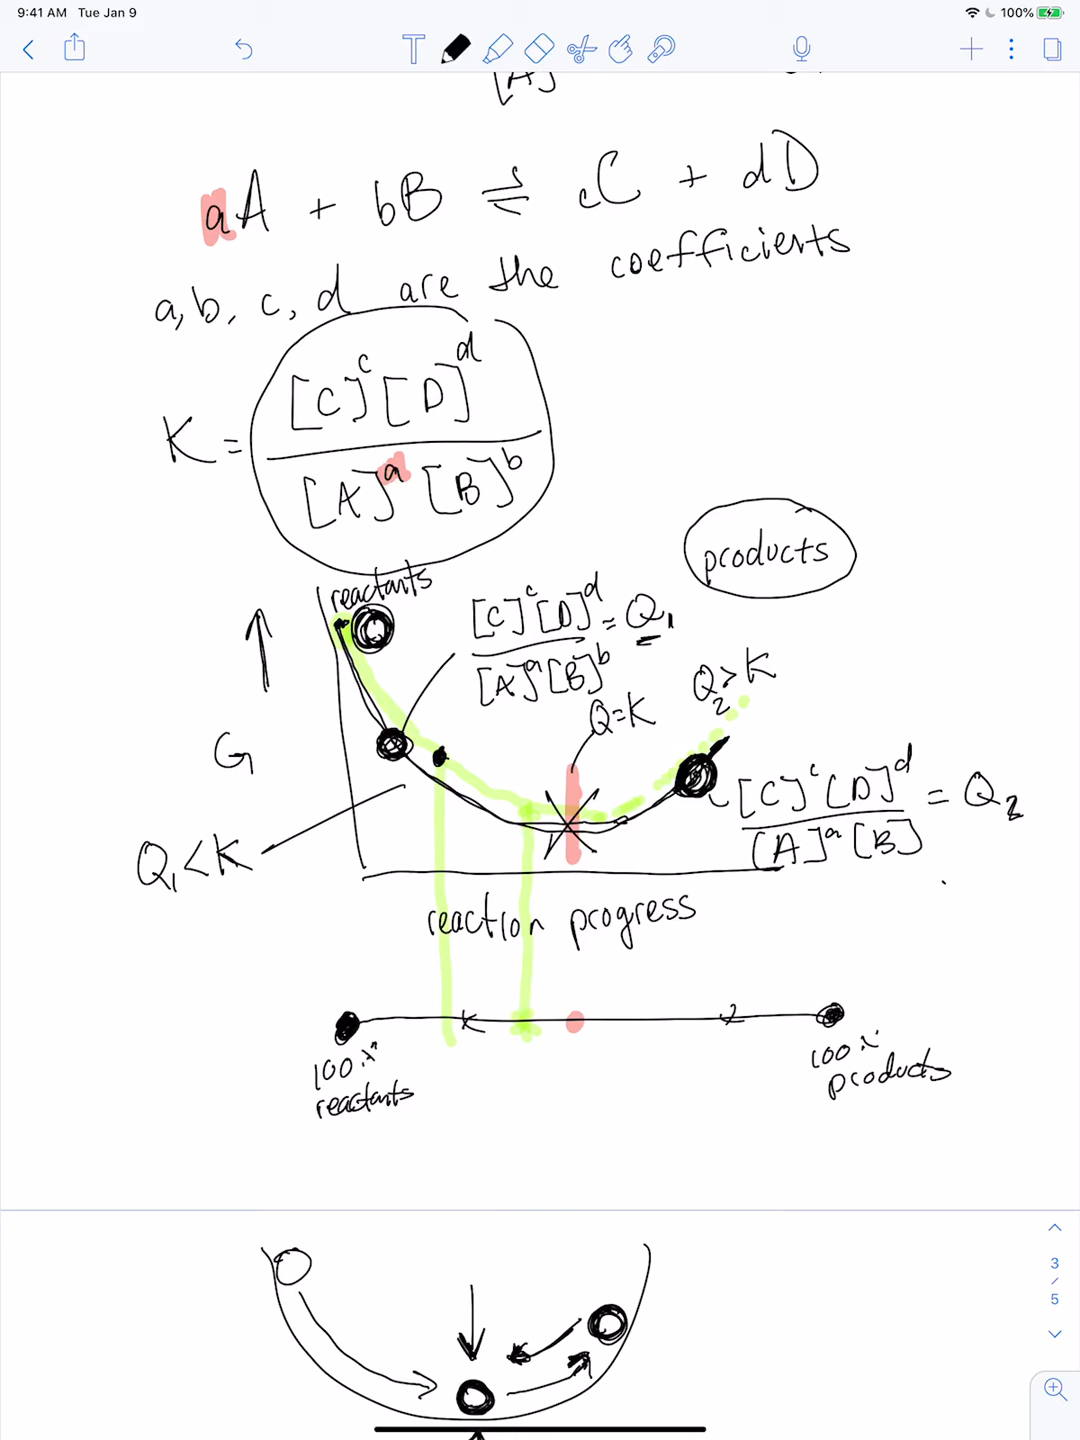 9:41 AM Tue Jan 9
100%
T
[A]
aA + bB ⇌ cC + dD
a, b, c, d are the coefficients
K = [C]^c [D]^d
[A]^a [B]^b
products
reactants
[C]^c [D]^d = Q₁
[A]^a [B]^b
Q=K
Q₂>K
G
[C]^c [D]^d = Q₂
[A]^a [B]
Q₁<K
reaction progress
100%
reactants
100%
products
3
/
5